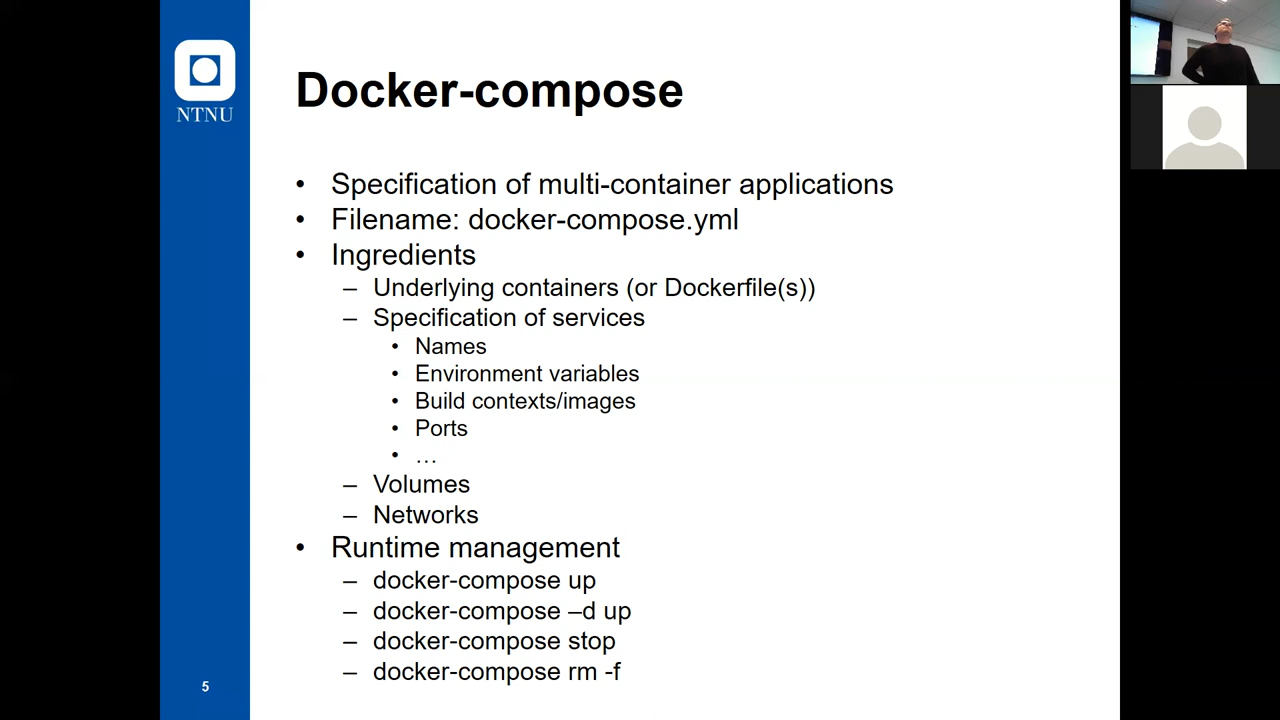 NTNU
Docker-compose
• Specification of multi-container applications
• Filename: docker-compose.yml
• Ingredients
– Underlying containers (or Dockerfile(s))
– Specification of services
• Names
• Environment variables
• Build contexts/images
• Ports
• …
– Volumes
– Networks
• Runtime management
– docker-compose up
– docker-compose –d up
– docker-compose stop
– docker-compose rm -f
5